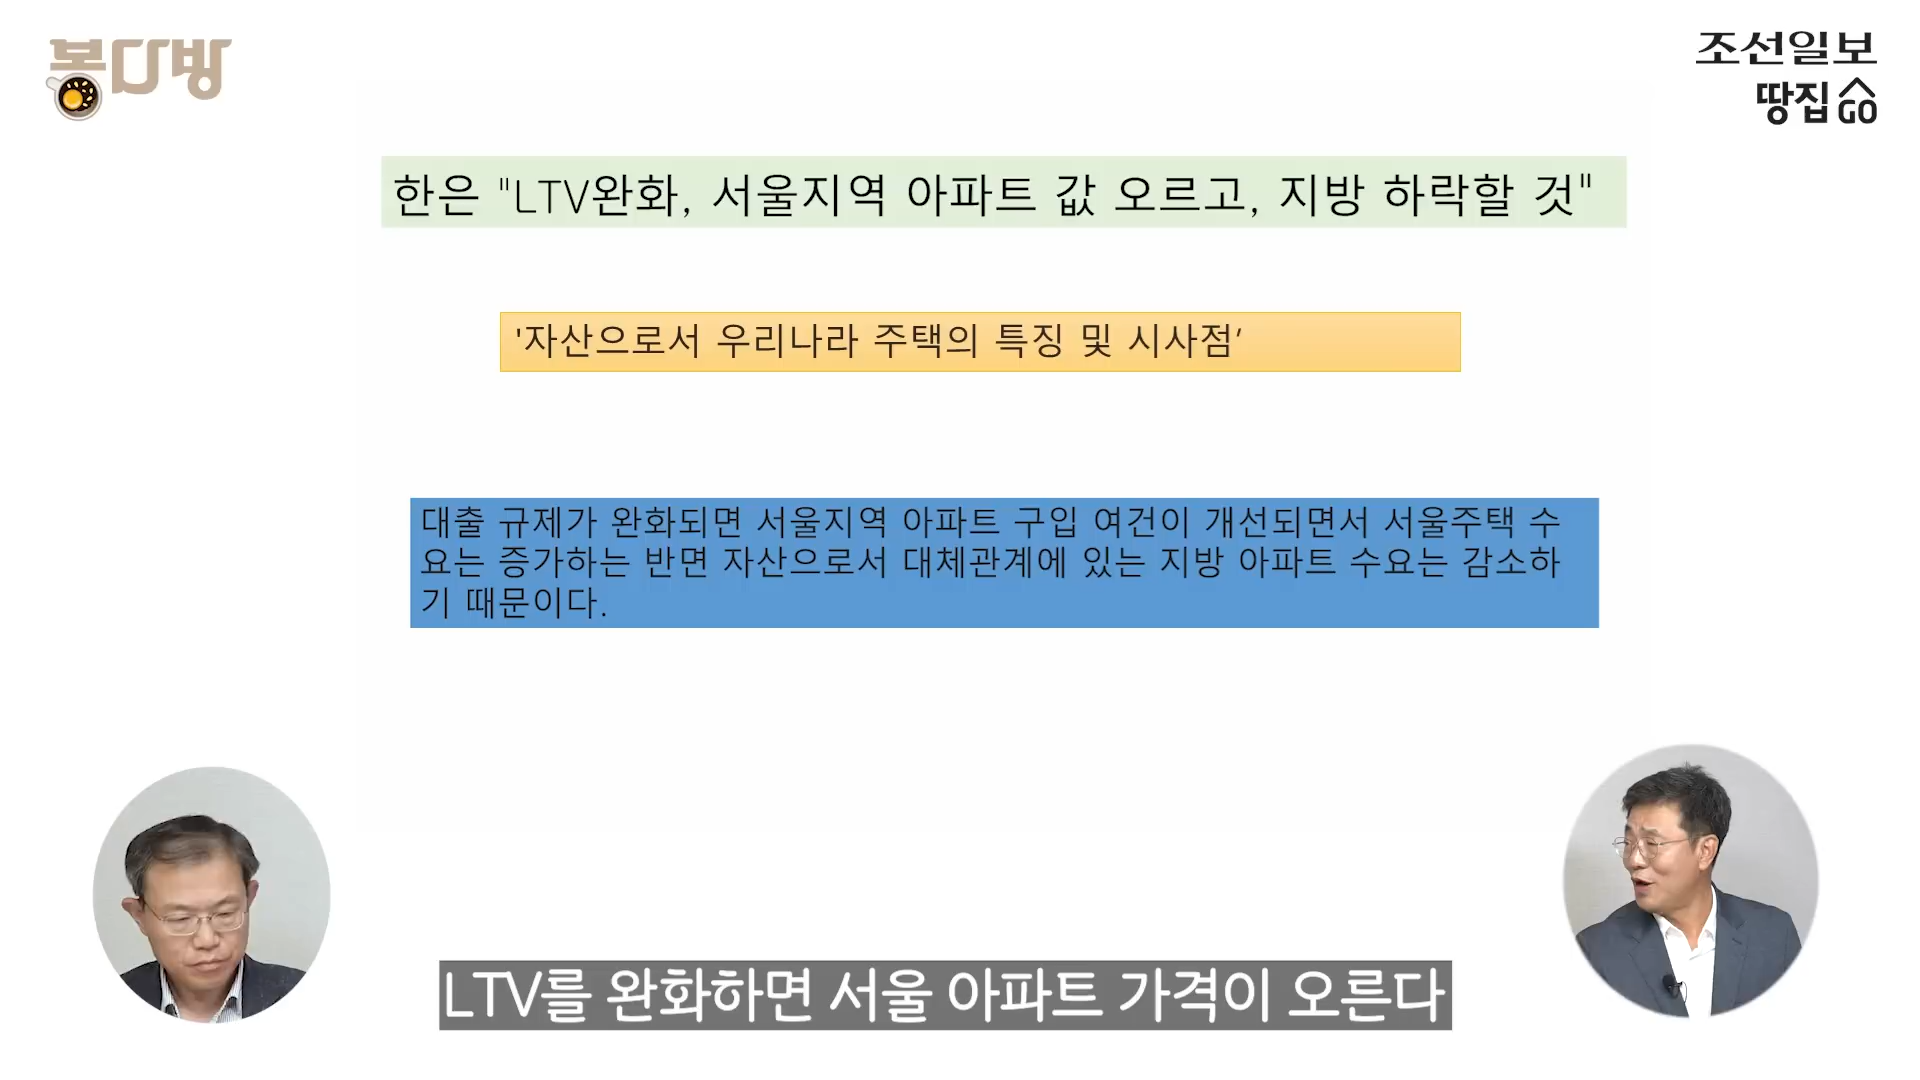 봉다방
조선일보
땅집GO
한은 "LTV완화, 서울지역 아파트 값 오르고, 지방 하락할 것"
'자산으로서 우리나라 주택의 특징 및 시사점'
대출 규제가 완화되면 서울지역 아파트 구입 여건이 개선되면서 서울주택 수
요는 증가하는 반면 자산으로서 대체관계에 있는 지방 아파트 수요는 감소하
기 때문이다.
LTV를 완화하면 서울 아파트 가격이 오른다